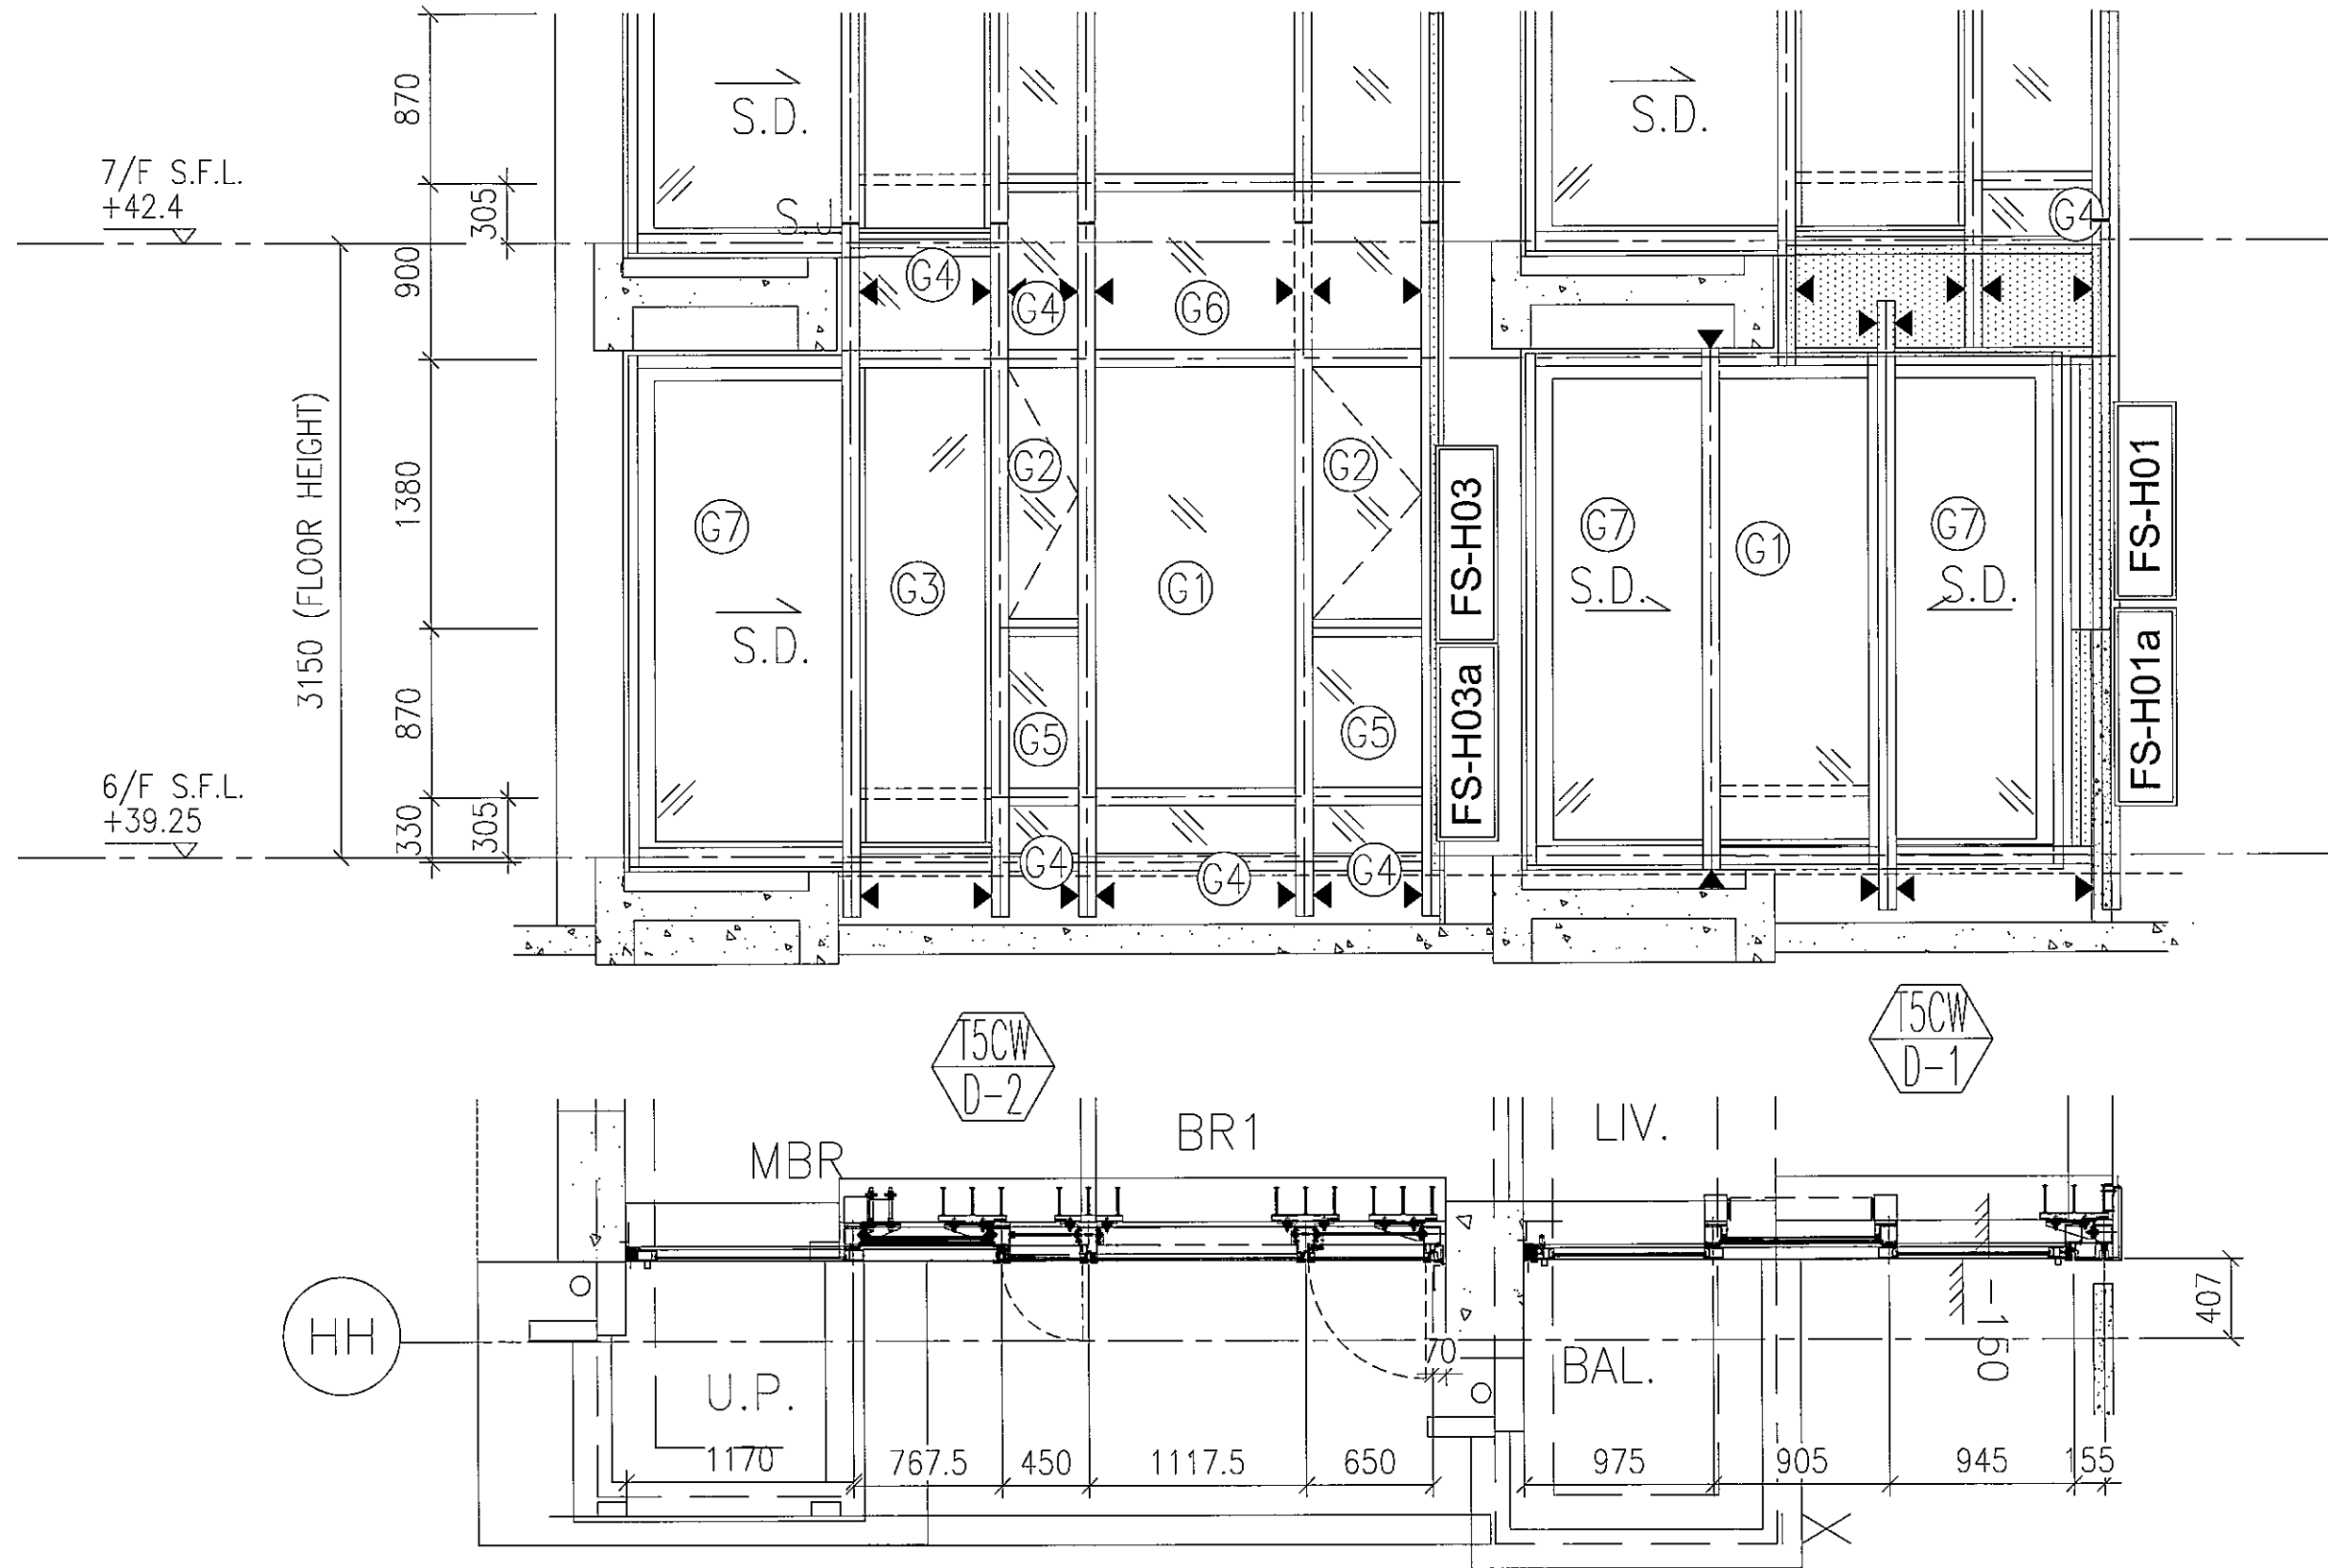 870
S.D.
S.D.
7/F S.F.L.
+42.4
305
S.J
G4
900
G4
G4
G6
3150 (FLOOR HEIGHT)
1380
G2
G2
G7
G3
G1
FS-H03
G7
S.D.
G1
G7
S.D.
FS-H01
S.D.
870
G5
G5
FS-H03a
FS-H01a
6/F S.F.L.
+39.25
330
305
G4
G4
G4
T5CW
D-2
T5CW
D-1
MBR
BR1
LIV.
HH
U.P.
70
BAL.
-150
407
1170
767.5
450
1117.5
650
975
905
945
155